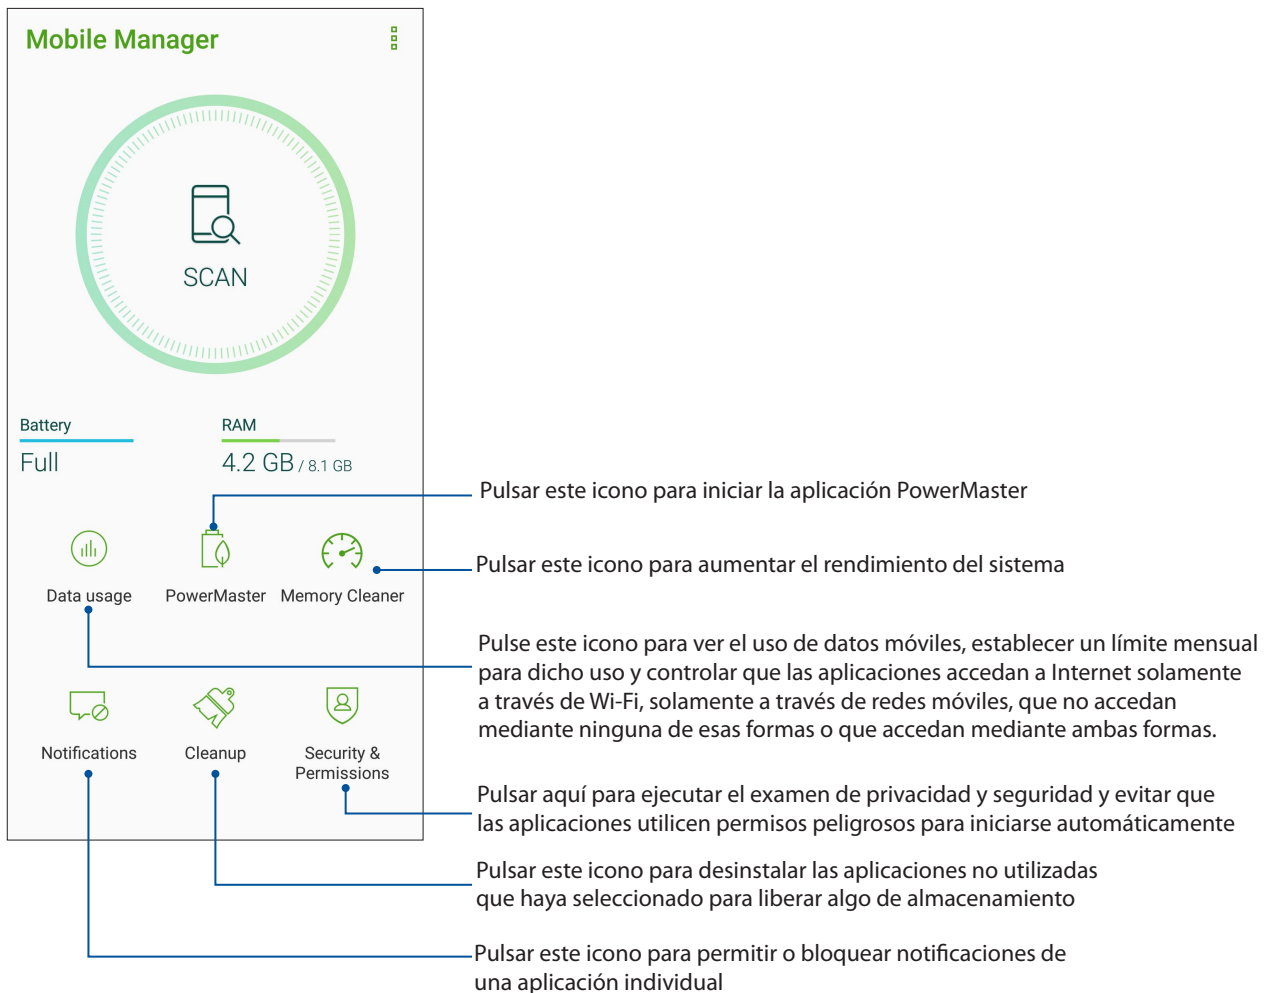 Mobile Manager
SCAN
Battery
RAM
Full
4.2 GB / 8.1 GB
Pulsar este icono para iniciar la aplicación PowerMaster
Pulsar este icono para aumentar el rendimiento del sistema
Data usage
PowerMaster
Memory Cleaner
Pulse este icono para ver el uso de datos móviles, establecer un límite mensual
para dicho uso y controlar que las aplicaciones accedan a Internet solamente
a través de Wi-Fi, solamente a través de redes móviles, que no accedan
mediante ninguna de esas formas o que accedan mediante ambas formas.
Notifications
Cleanup
Security &
Permissions
Pulsar aquí para ejecutar el examen de privacidad y seguridad y evitar que
las aplicaciones utilicen permisos peligrosos para iniciarse automáticamente
Pulsar este icono para desinstalar las aplicaciones no utilizadas
que haya seleccionado para liberar algo de almacenamiento
Pulsar este icono para permitir o bloquear notificaciones de
una aplicación individual